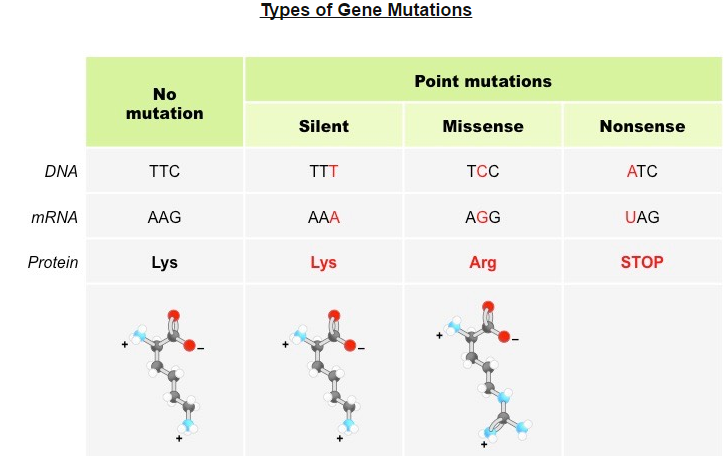 Types of Gene Mutations
No
mutation
Point mutations
Silent
Missense
Nonsense
DNA
TTC
TTT
TCC
ATC
mRNA
AAG
AAA
AGG
UAG
Protein
Lys
Lys
Arg
STOP
+
–
+
+
–
+
+
–
+